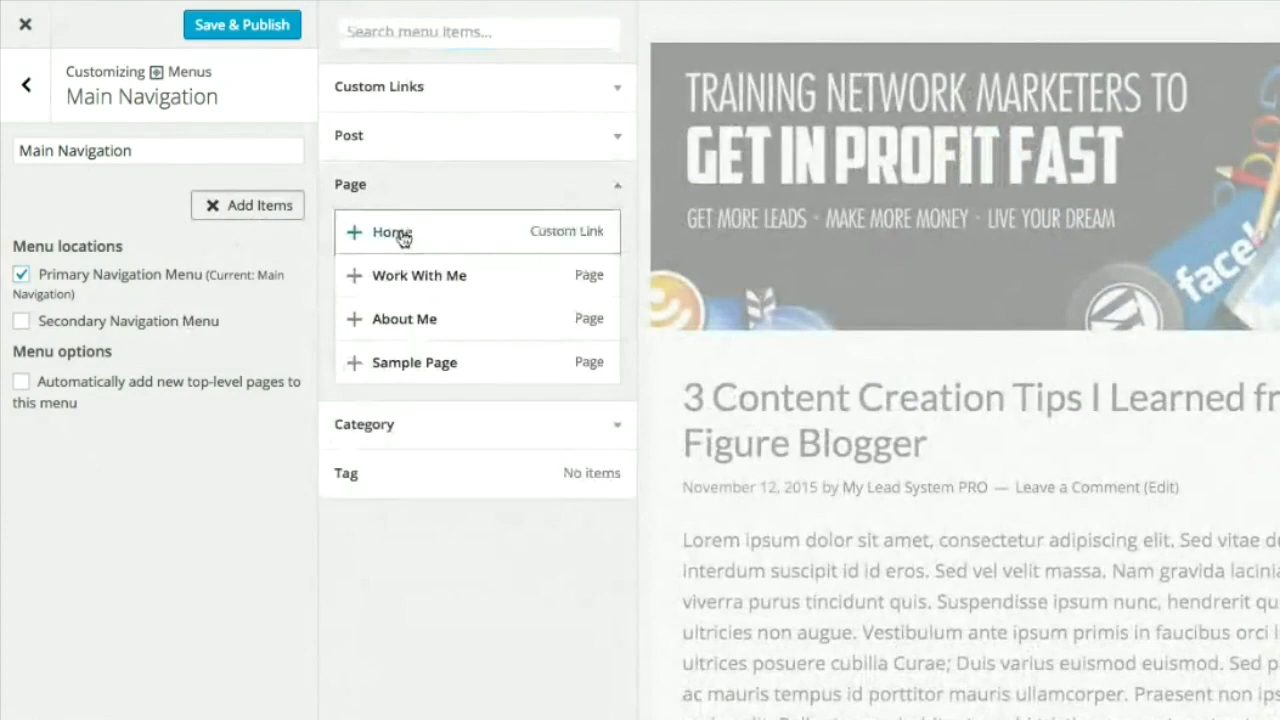 Save & Publish
Customizing Menus
Main Navigation
Main Navigation
Add Items
Menu locations
Primary Navigation Menu (Current: Main
Navigation)
Secondary Navigation Menu
Menu options
Automatically add new top-level pages to
this menu
Search menu items...
Custom Links
Post
Page
Home Custom Link
Work With Me Page
About Me Page
Sample Page Page
Category
Tag No items
TRAINING NETWORK MARKETERS TO
GET IN PROFIT FAST
GET MORE LEADS • MAKE MORE MONEY • LIVE YOUR DREAM
face
3 Content Creation Tips I Learned fr
Figure Blogger
November 12, 2015 by My Lead System PRO — Leave a Comment (Edit)
Lorem ipsum dolor sit amet, consectetur adipiscing elit. Sed vitae d
interdum suscipit id id eros. Sed vel velit massa. Nam gravida lacini
viverra purus tincidunt quis. Suspendisse ipsum nunc, hendrerit qu
ultricies non augue. Vestibulum ante ipsum primis in faucibus orci
ultrices posuere cubilia Curae; Duis varius euismod euismod. Sed p
ac mauris tempus id porttitor mauris ullamcorper. Praesent non ips